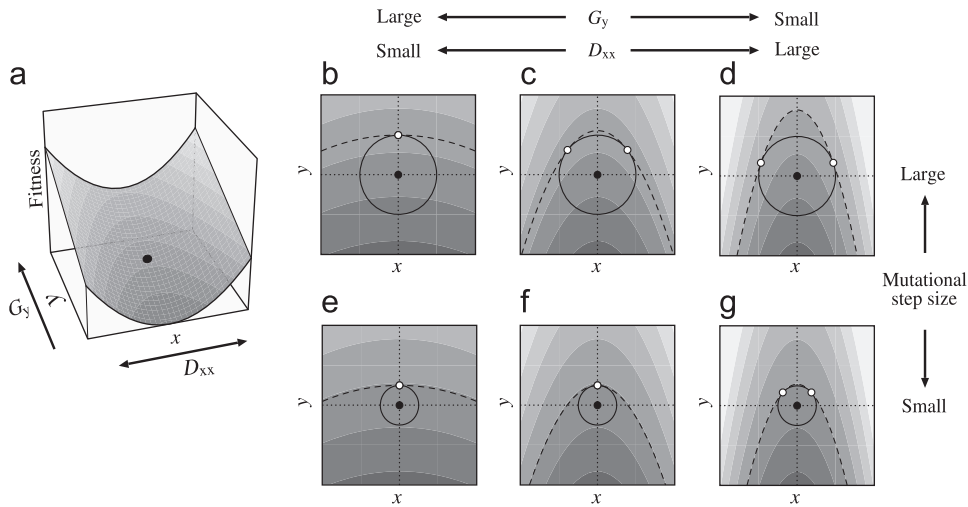 Large G_y Small
Small D_xx Large
a b c d
Fitness
G_y
y
x
D_xx
y x
y x
y x
Large
Mutational
step size
Small
e f g
y x
y x
y x